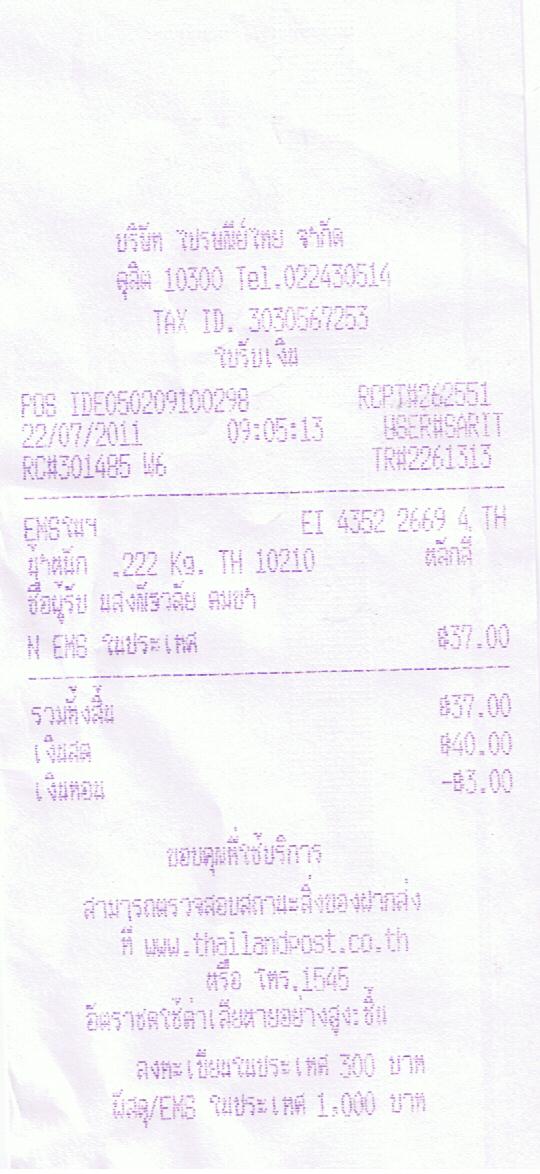 บริษัท ไปรษณีย์ไทย จำกัด
ดุสิต 10300 Tel.022430514
TAX ID. 3030567253
ใบรับเงิน
POS IDE050209100298 RCPT#262551
22/07/2011 09:05:13 USER#SARIT
RC#301485 W6 TR#2261313
EMSในฯ EI 4352 2669 4 TH
น้ำหนัก .222 Kg. TH 10210 หลักสี่
ชื่อผู้รับ แสงพัชวลัย
N EMS ในประเทศ ฿37.00
รวมทั้งสิ้น ฿37.00
เงินสด ฿40.00
เงินทอน -฿3.00
ขอบคุณที่ใช้บริการ
สามารถตรวจสอบสถานะสิ่งของฝากส่ง
ที่ www.thailandpost.co.th
หรือ โทร.1545
อัตราชดใช้ค่าเสียหายอย่างสูง:ชิ้น
ลงทะเบียนในประเทศ 300 บาท
พัสดุ/EMS ในประเทศ 1,000 บาท